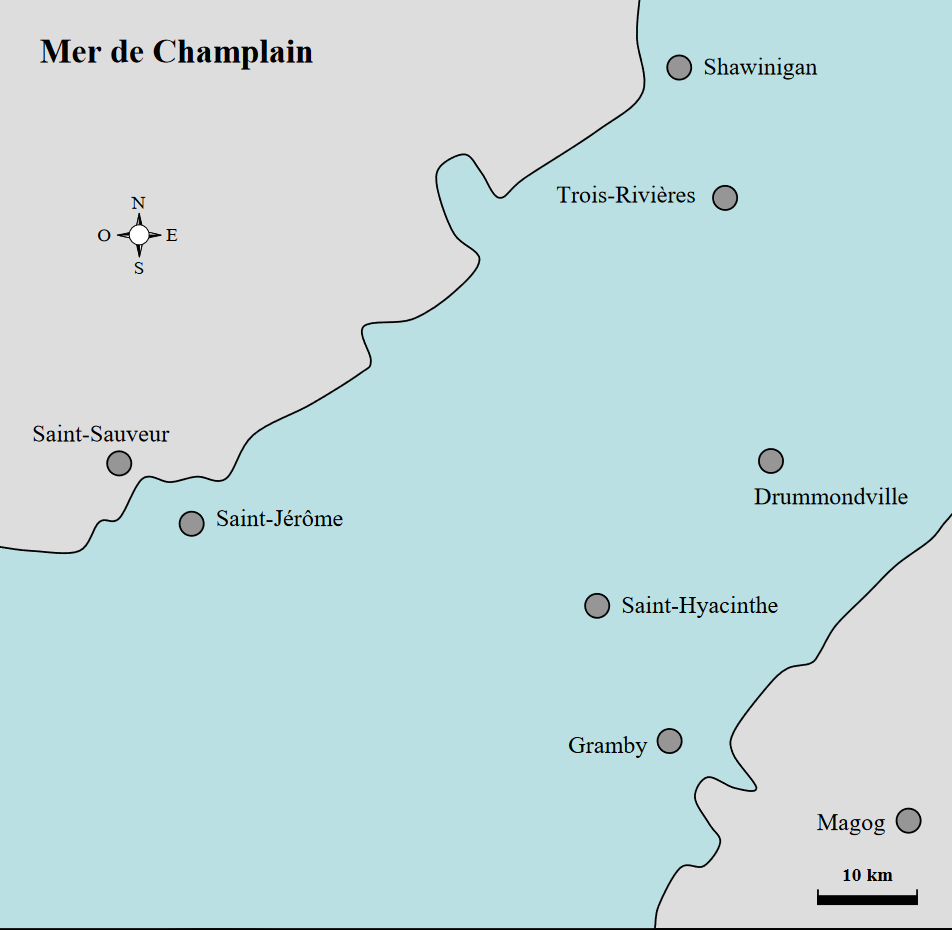 Mer de Champlain
Shawinigan
Trois-Rivières
N
O E
S
Saint-Sauveur
Saint-Jérôme
Drummondville
Saint-Hyacinthe
Gramby
Magog
10 km